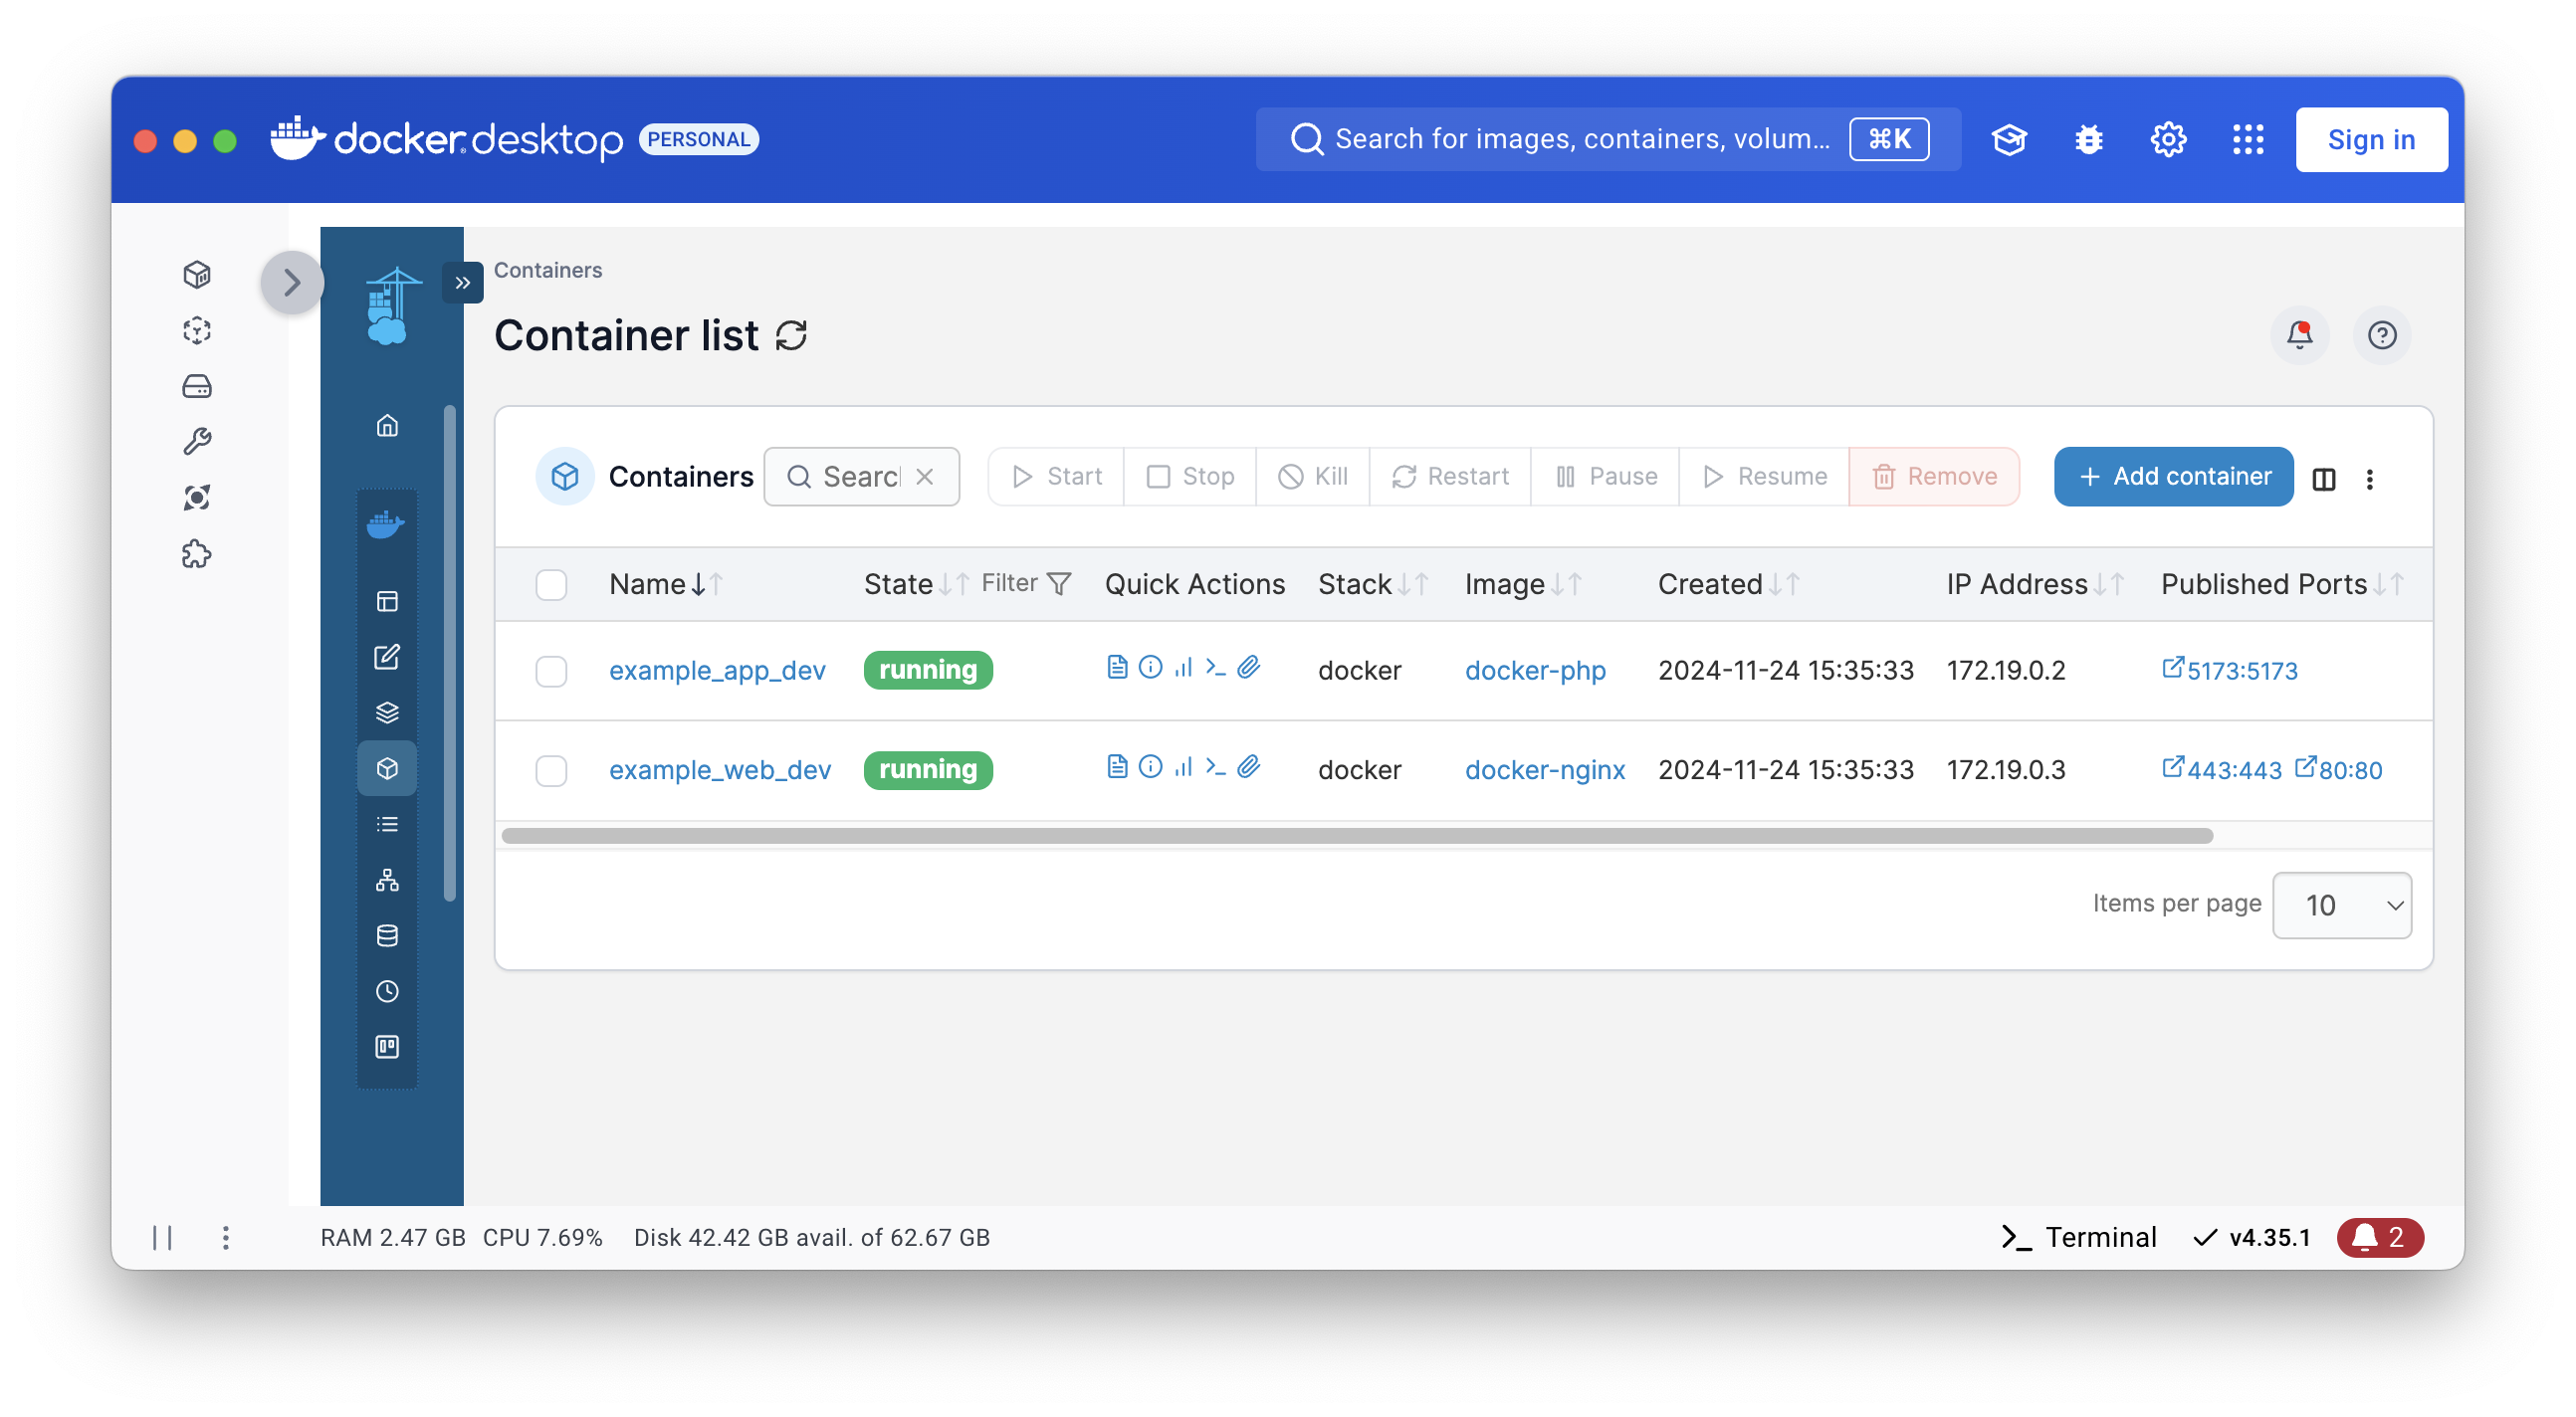 docker desktop PERSONAL Search for images, containers, volum... ⌘K Sign in
Containers
Container list
Containers Searc Start Stop Kill Restart Pause Resume Remove + Add container
Name State Filter Quick Actions Stack Image Created IP Address Published Ports
example_app_dev running docker docker-php 2024-11-24 15:35:33 172.19.0.2 5173:5173
example_web_dev running docker docker-nginx 2024-11-24 15:35:33 172.19.0.3 443:443 80:80
Items per page 10
RAM 2.47 GB CPU 7.69% Disk 42.42 GB avail. of 62.67 GB Terminal v4.35.1 2